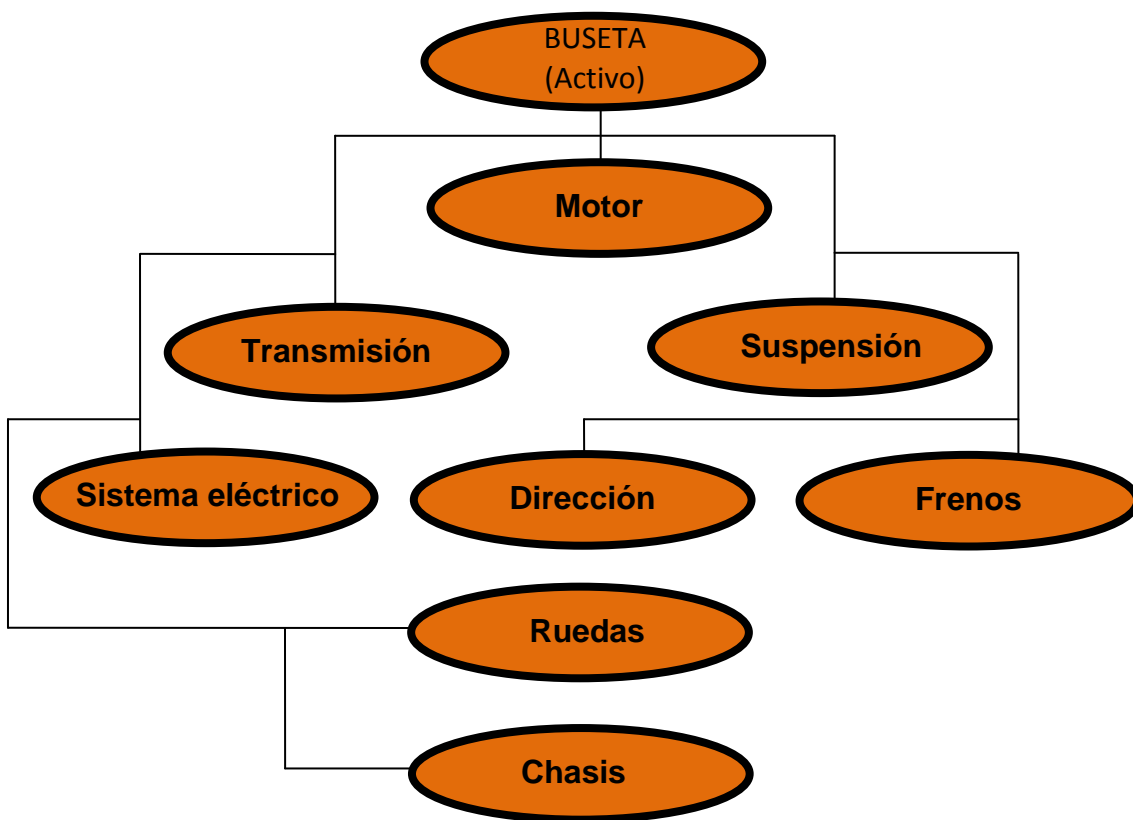 BUSETA
(Activo)
Motor
Transmisión
Suspensión
Sistema eléctrico
Dirección
Frenos
Ruedas
Chasis